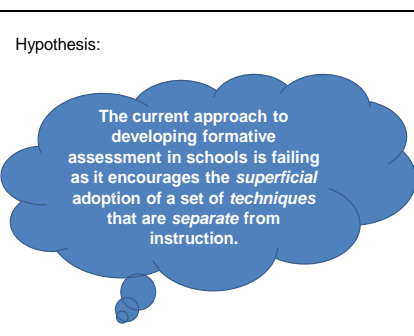 Hypothesis:
The current approach to
developing formative
assessment in schools is failing
as it encourages the superficial
adoption of a set of techniques
that are separate from
instruction.